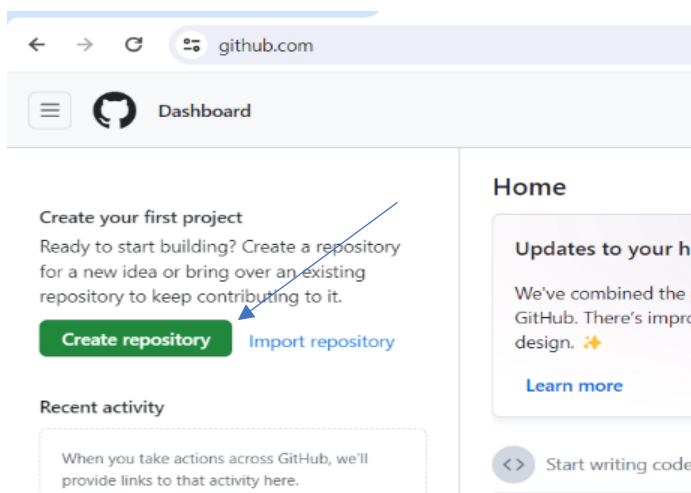 github.com
Dashboard
Create your first project
Ready to start building? Create a repository
for a new idea or bring over an existing
repository to keep contributing to it.
Create repository
Import repository
Recent activity
When you take actions across GitHub, we'll
provide links to that activity here.
Home
Updates to your h
We've combined the
GitHub. There's impro
design.
Learn more
Start writing code